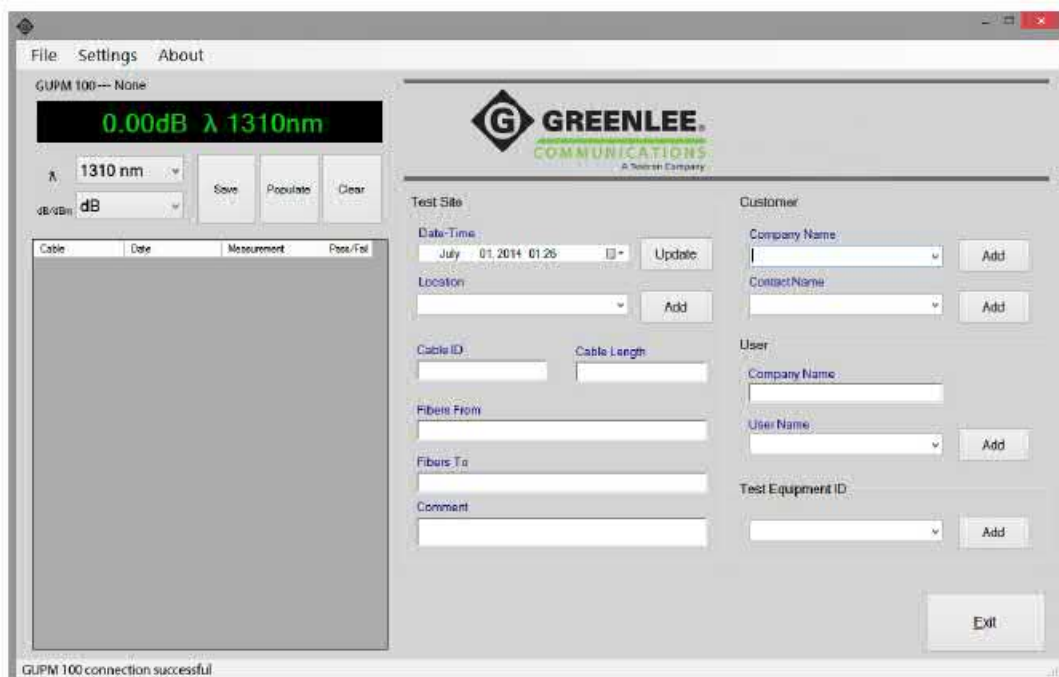 File Settings About
GUPM 100--- None
0.00dB λ 1310nm
λ 1310 nm
dB/dBm dB
Save Populate Clear
Cable Date Measurement Pass/Fail
G GREENLEE.
COMMUNICATIONS
A Textron Company
Test Site
Date-Time
July 01, 2014 01:26 Update
Location
Add
Cable ID Cable Length
Fibers From
Fibers To
Comment
Customer
Company Name
Add
Contact Name
Add
User
Company Name
User Name
Add
Test Equipment ID
Add
Exit
GUPM 100 connection successful